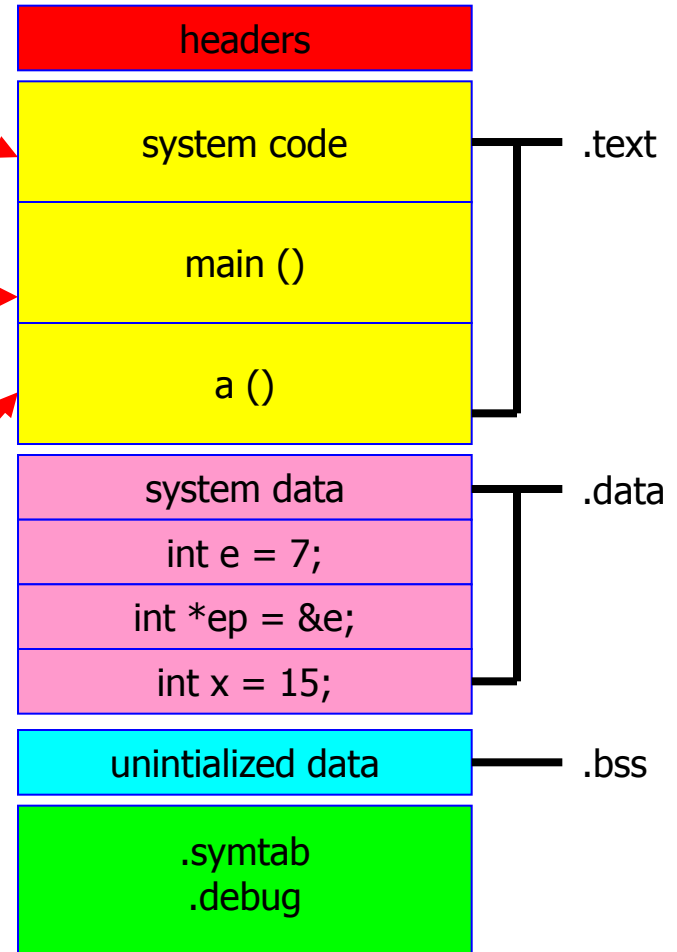 headers
system code
.text
main ()
a ()
system data
.data
int e = 7;
int *ep = &e;
int x = 15;
unintialized data
.bss
.symtab
.debug